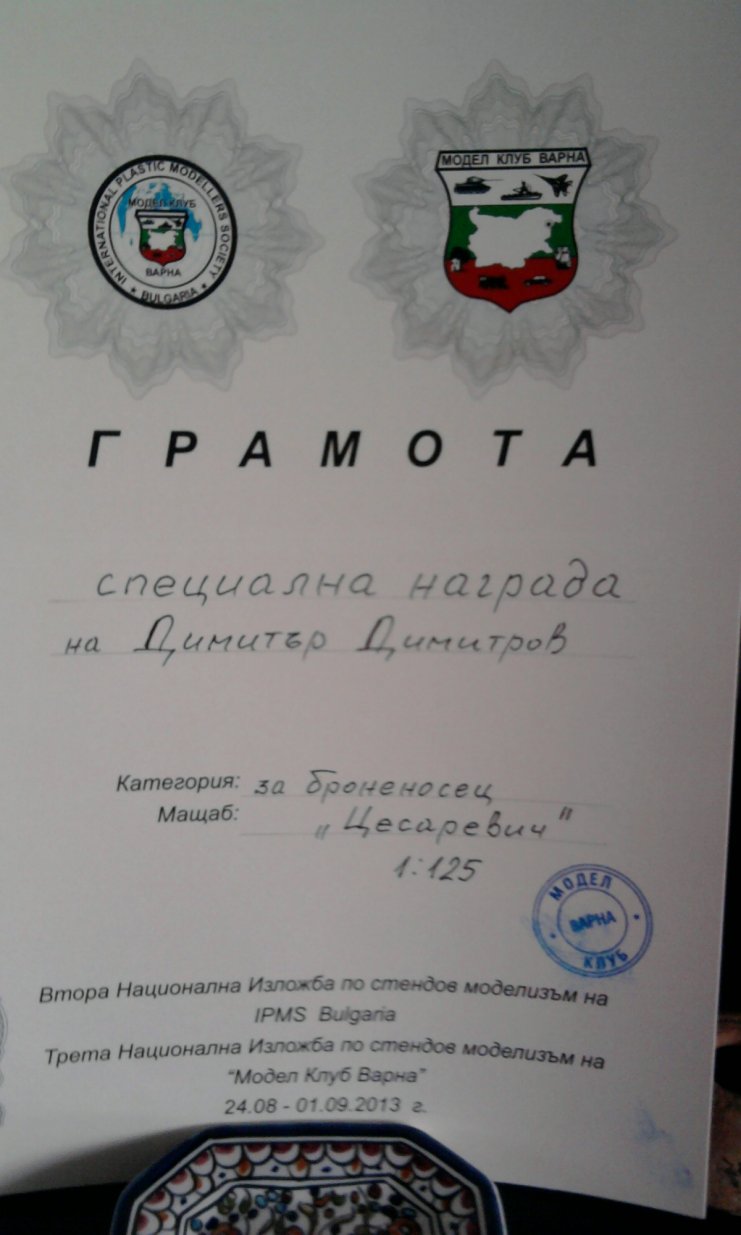 INTERNATIONAL PLASTIC MODELLERS SOCIETY
МОДЕЛ КЛУБ
ВАРНА
★ BULGARIA ★
МОДЕЛ КЛУБ ВАРНА
ГРАМОТА
специална награда
на Димитър Димитров
Категория: за броненосец
Мащаб: „Цесаревич"
1:125
МОДЕЛ
ВАРНА
КЛУБ
Втора Национална Изложба по стендов моделизъм на
IPMS Bulgaria
Трета Национална Изложба по стендов моделизъм на
“Модел Клуб Варна”
24.08 - 01.09.2013 г.